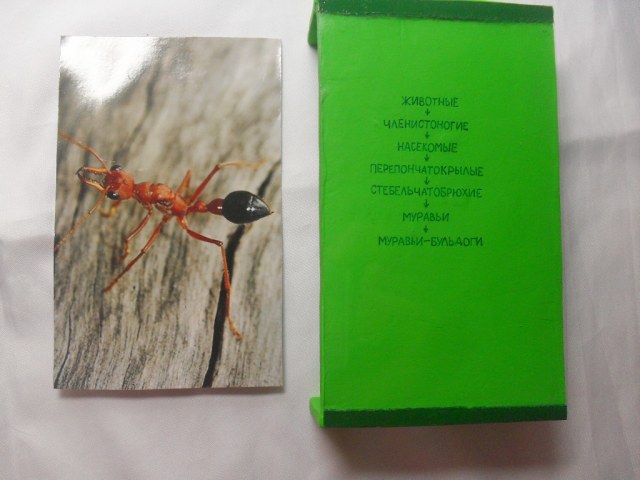 ЖИВОТНЫЕ
ЧЛЕНИСТОНОГИЕ
НАСЕКОМЫЕ
ПЕРЕПОНЧАТОКРЫЛЫЕ
СТЕБЕЛЬЧАТОБРЮХИЕ
МУРАВЬИ
МУРАВЬИ-БУЛЬДОГИ